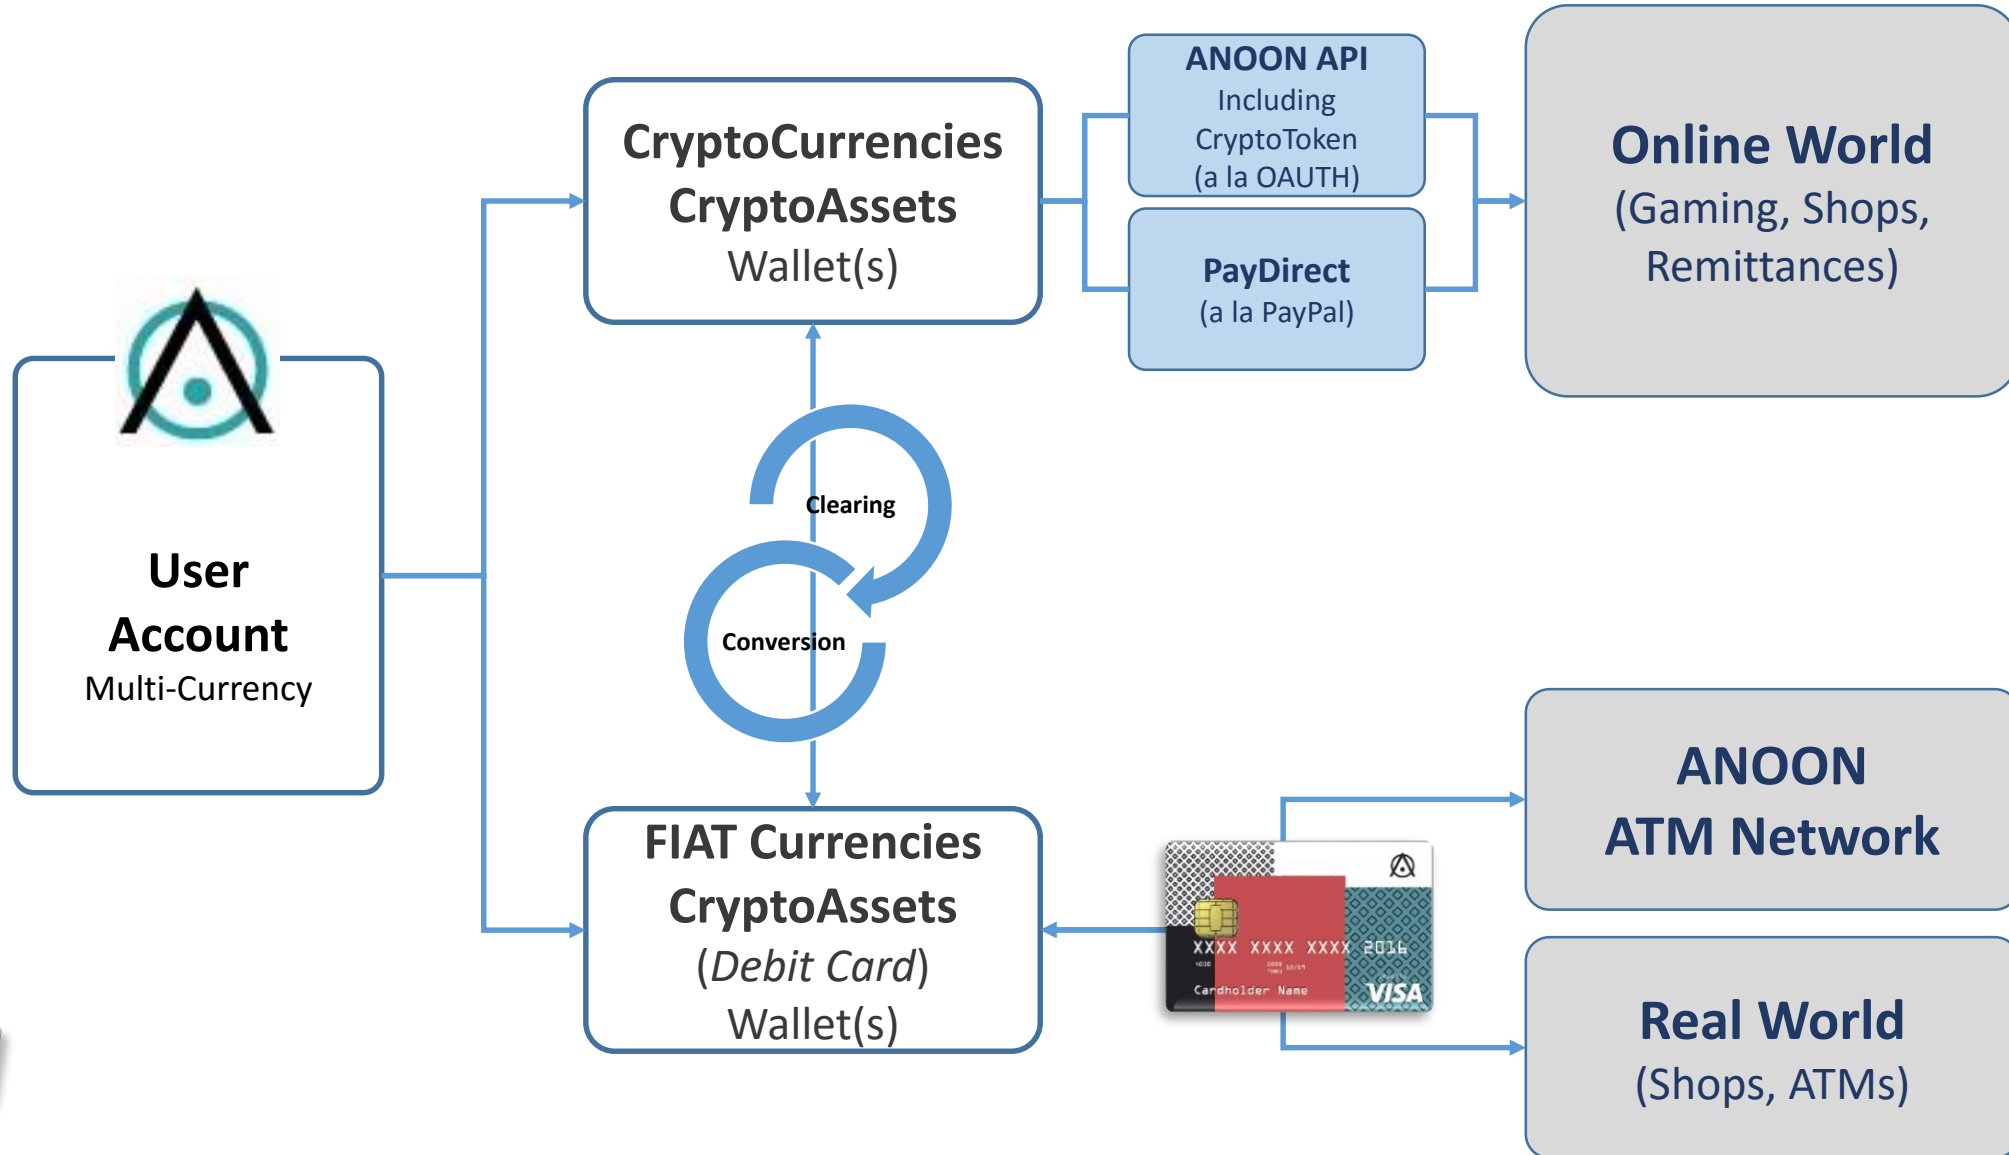 User
Account
Multi-Currency
CryptoCurrencies
CryptoAssets
Wallet(s)
ANOON API
Including
CryptoToken
(a la OAUTH)
PayDirect
(a la PayPal)
Online World
(Gaming, Shops,
Remittances)
Clearing
Conversion
FIAT Currencies
CryptoAssets
(Debit Card)
Wallet(s)
XXXX XXXX XXXX 2016
Cardholder Name
VISA
ANOON
ATM Network
Real World
(Shops, ATMs)